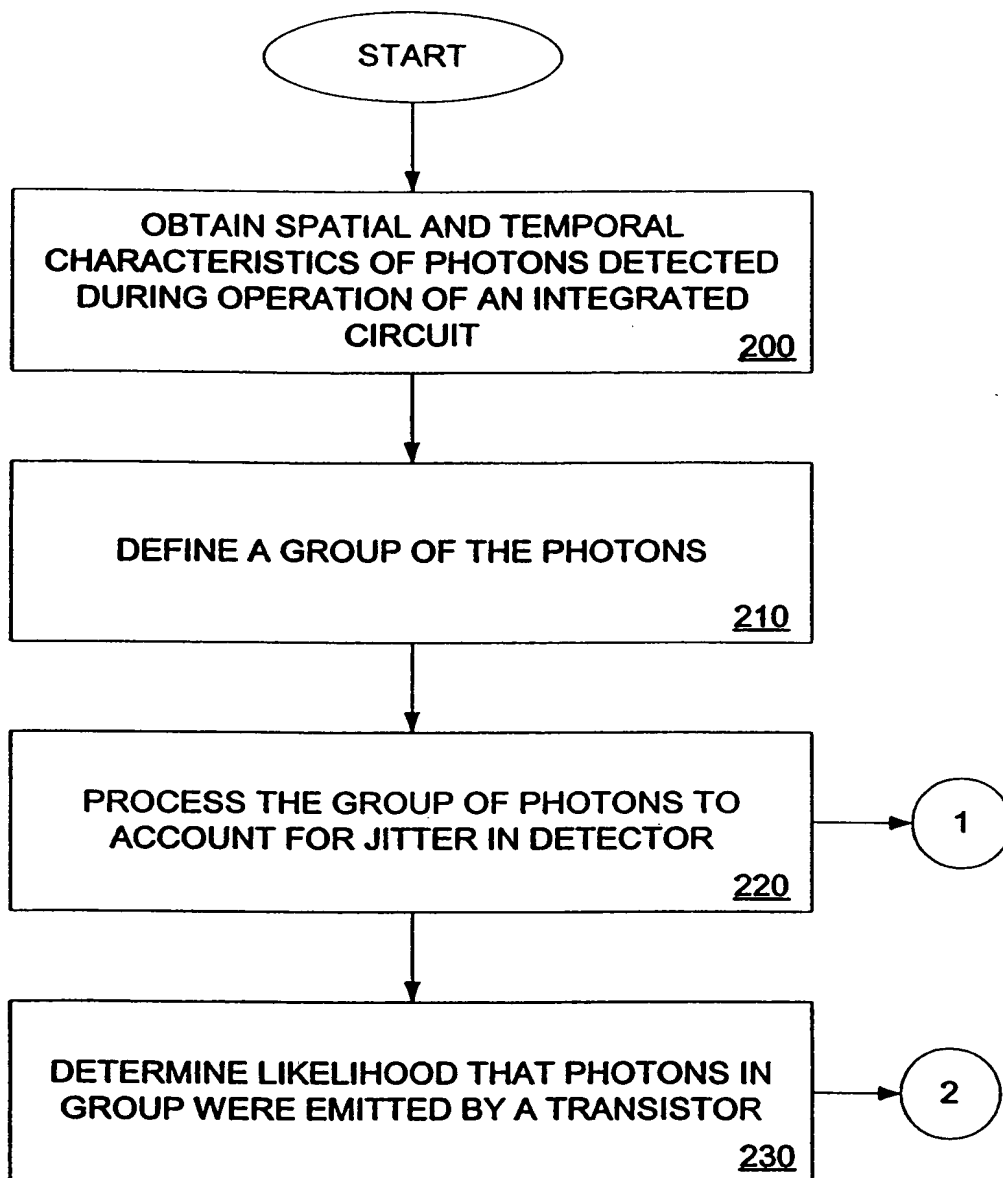 START
OBTAIN SPATIAL AND TEMPORAL
CHARACTERISTICS OF PHOTONS DETECTED
DURING OPERATION OF AN INTEGRATED
CIRCUIT
200
DEFINE A GROUP OF THE PHOTONS
210
PROCESS THE GROUP OF PHOTONS TO
ACCOUNT FOR JITTER IN DETECTOR
220
1
DETERMINE LIKELIHOOD THAT PHOTONS IN
GROUP WERE EMITTED BY A TRANSISTOR
230
2